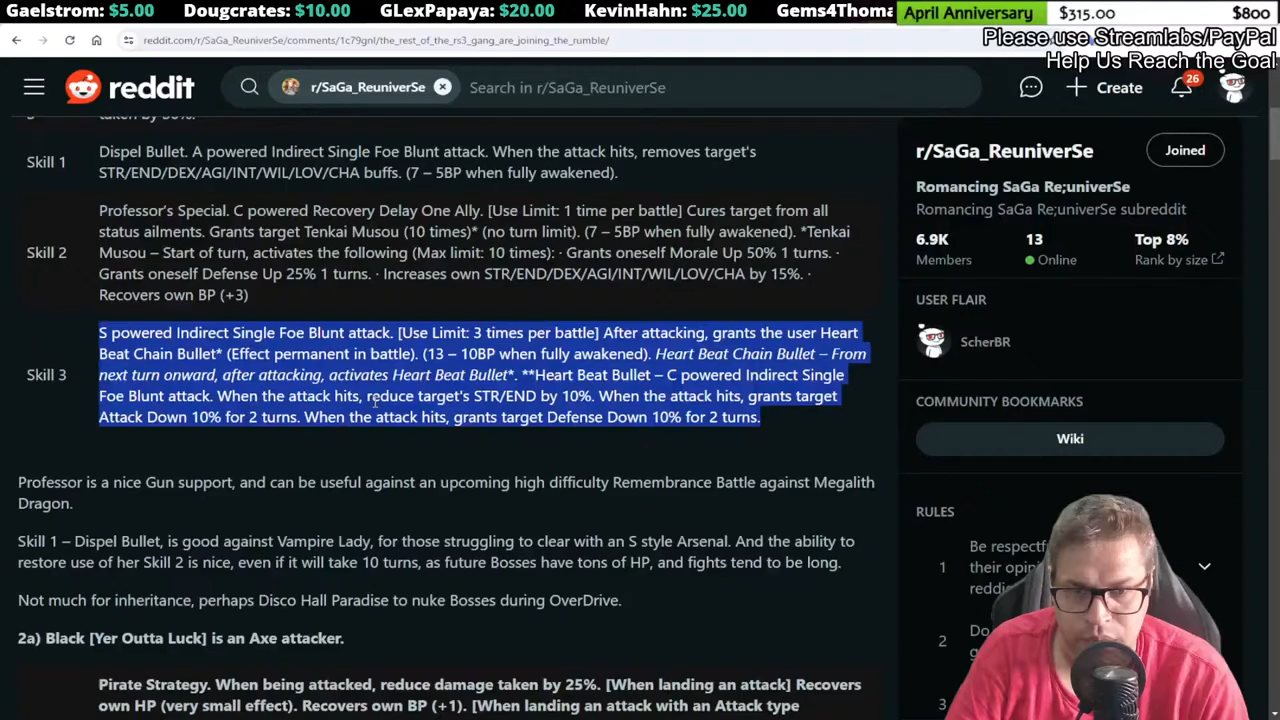 Gaelstrom: $5.00 Dougcrates: $10.00 GLexPapaya: $20.00 KevinHahn: $25.00 Gems4Thoma
April Anniversary $315.00 $800
Please use Streamlabs/PayPal
Help Us Reach the Goal
reddit.com/r/SaGa_ReuniverSe/comments/1c79gnl/the_rest_of_the_rs3_gang_are_joining_the_rumble/
reddit
r/SaGa_ReuniverSe
Search in r/SaGa_ReuniverSe
Create
26
Skill 1
Dispel Bullet. A powered Indirect Single Foe Blunt attack. When the attack hits, removes target's
STR/END/DEX/AGI/INT/WIL/LOV/CHA buffs. (7 – 5BP when fully awakened).
Skill 2
Professor's Special. C powered Recovery Delay One Ally. [Use Limit: 1 time per battle] Cures target from all
status ailments. Grants target Tenkai Musou (10 times)* (no turn limit). (7 – 5BP when fully awakened). *Tenkai
Musou – Start of turn, activates the following (Max limit: 10 times): · Grants oneself Morale Up 50% 1 turns. ·
Grants oneself Defense Up 25% 1 turns. · Increases own STR/END/DEX/AGI/INT/WIL/LOV/CHA by 15%. ·
Recovers own BP (+3)
Skill 3
S powered Indirect Single Foe Blunt attack. [Use Limit: 3 times per battle] After attacking, grants the user Heart
Beat Chain Bullet* (Effect permanent in battle). (13 – 10BP when fully awakened). Heart Beat Chain Bullet – From
next turn onward, after attacking, activates Heart Beat Bullet*. **Heart Beat Bullet – C powered Indirect Single
Foe Blunt attack. When the attack hits, reduce target's STR/END by 10%. When the attack hits, grants target
Attack Down 10% for 2 turns. When the attack hits, grants target Defense Down 10% for 2 turns.
Professor is a nice Gun support, and can be useful against an upcoming high difficulty Remembrance Battle against Megalith
Dragon.
Skill 1 – Dispel Bullet, is good against Vampire Lady, for those struggling to clear with an S style Arsenal. And the ability to
restore use of her Skill 2 is nice, even if it will take 10 turns, as future Bosses have tons of HP, and fights tend to be long.
Not much for inheritance, perhaps Disco Hall Paradise to nuke Bosses during OverDrive.
2a) Black [Yer Outta Luck] is an Axe attacker.
Pirate Strategy. When being attacked, reduce damage taken by 25%. [When landing an attack] Recovers
own HP (very small effect). Recovers own BP (+1). [When landing an attack with an Attack type
r/SaGa_ReuniverSe
Joined
Romancing SaGa Re;univerSe
Romancing SaGa Re;univerSe subreddit
6.9K 13 Top 8%
Members Online Rank by size
USER FLAIR
ScherBR
COMMUNITY BOOKMARKS
Wiki
RULES
1
Be respectf
their opini
reddi
2
Do
3